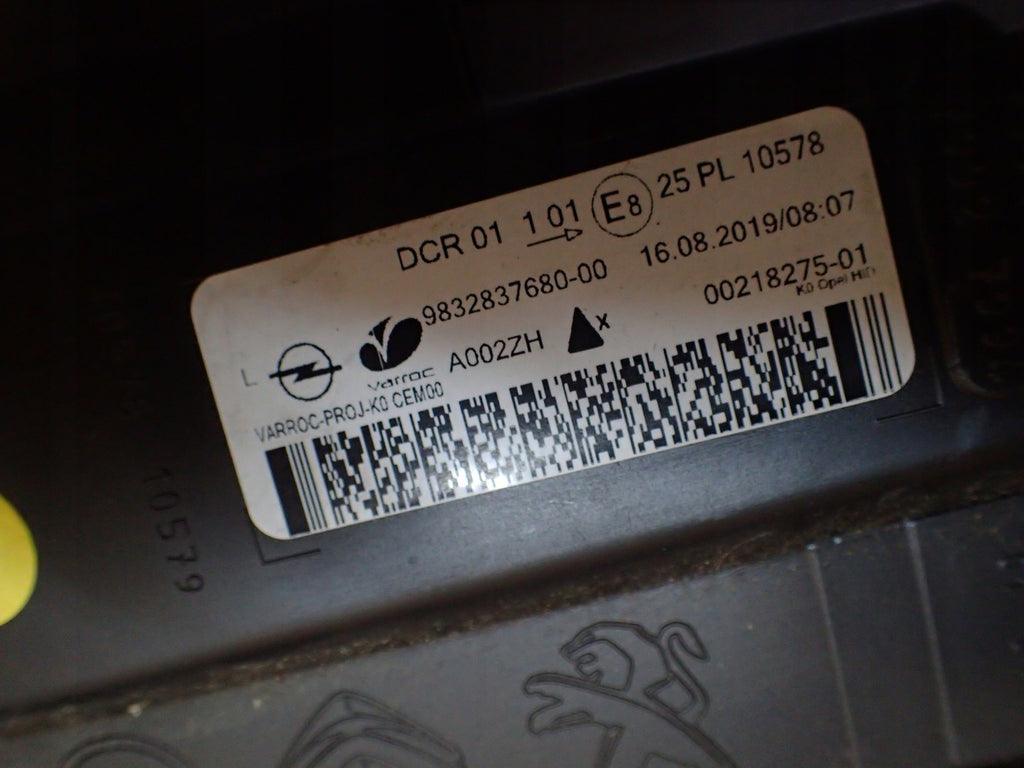 DCR 01 1 01 E8 25 PL 10578
9832837680-00 16.08.2019/08:07
L varroc A002ZH X 00218275-01
K0 Opel HID
VARROC-PROJ-K0 CEM00
10579